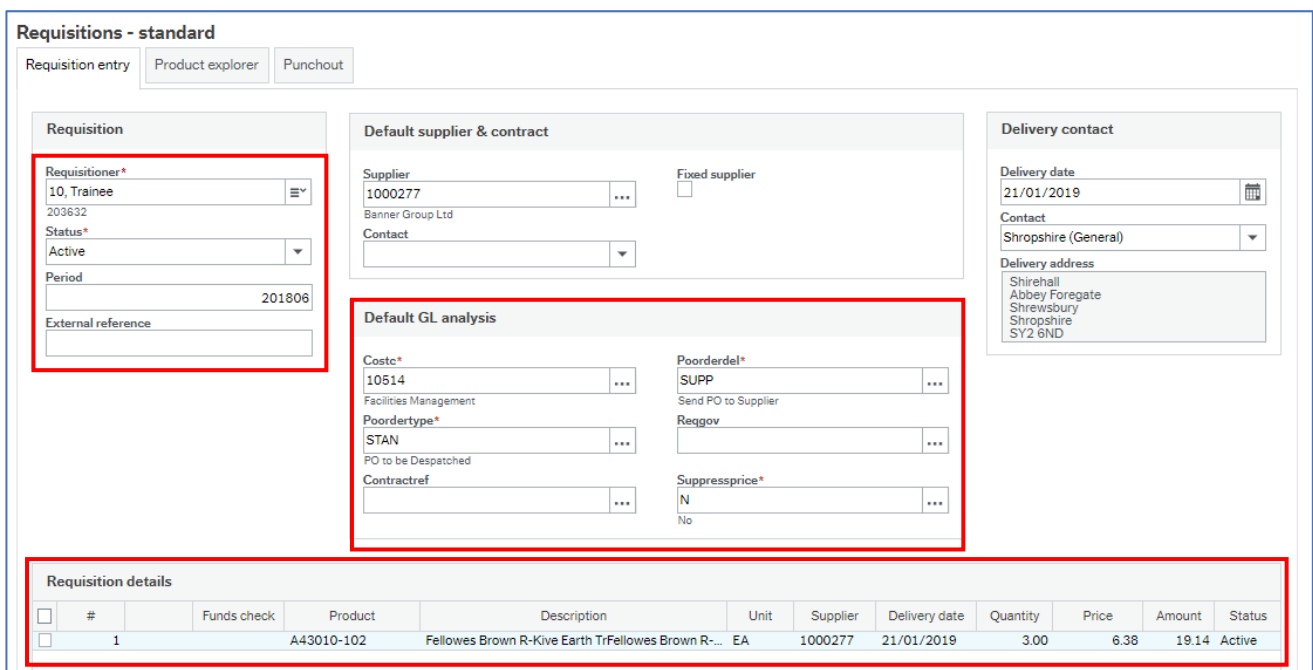 Requisitions - standard
Requisition entry Product explorer Punchout
Requisition
Requisitioner*
10, Trainee
203632
Status*
Active
Period
201806
External reference
Default supplier & contract
Supplier
1000277
Banner Group Ltd
Contact
Fixed supplier
Default GL analysis
Costc*
10514
Facilities Management
Poordertype*
STAN
PO to be Despatched
Contractref
Poorderdel*
SUPP
Send PO to Supplier
Reqgov
Suppressprice*
N
No
Delivery contact
Delivery date
21/01/2019
Contact
Shropshire (General)
Delivery address
Shirehall
Abbey Foregate
Shrewsbury
Shropshire
SY2 6ND
Requisition details
# Funds check Product Description Unit Supplier Delivery date Quantity Price Amount Status
1 A43010-102 Fellowes Brown R-Kive Earth TrFellowes Brown R-... EA 1000277 21/01/2019 3.00 6.38 19.14 Active